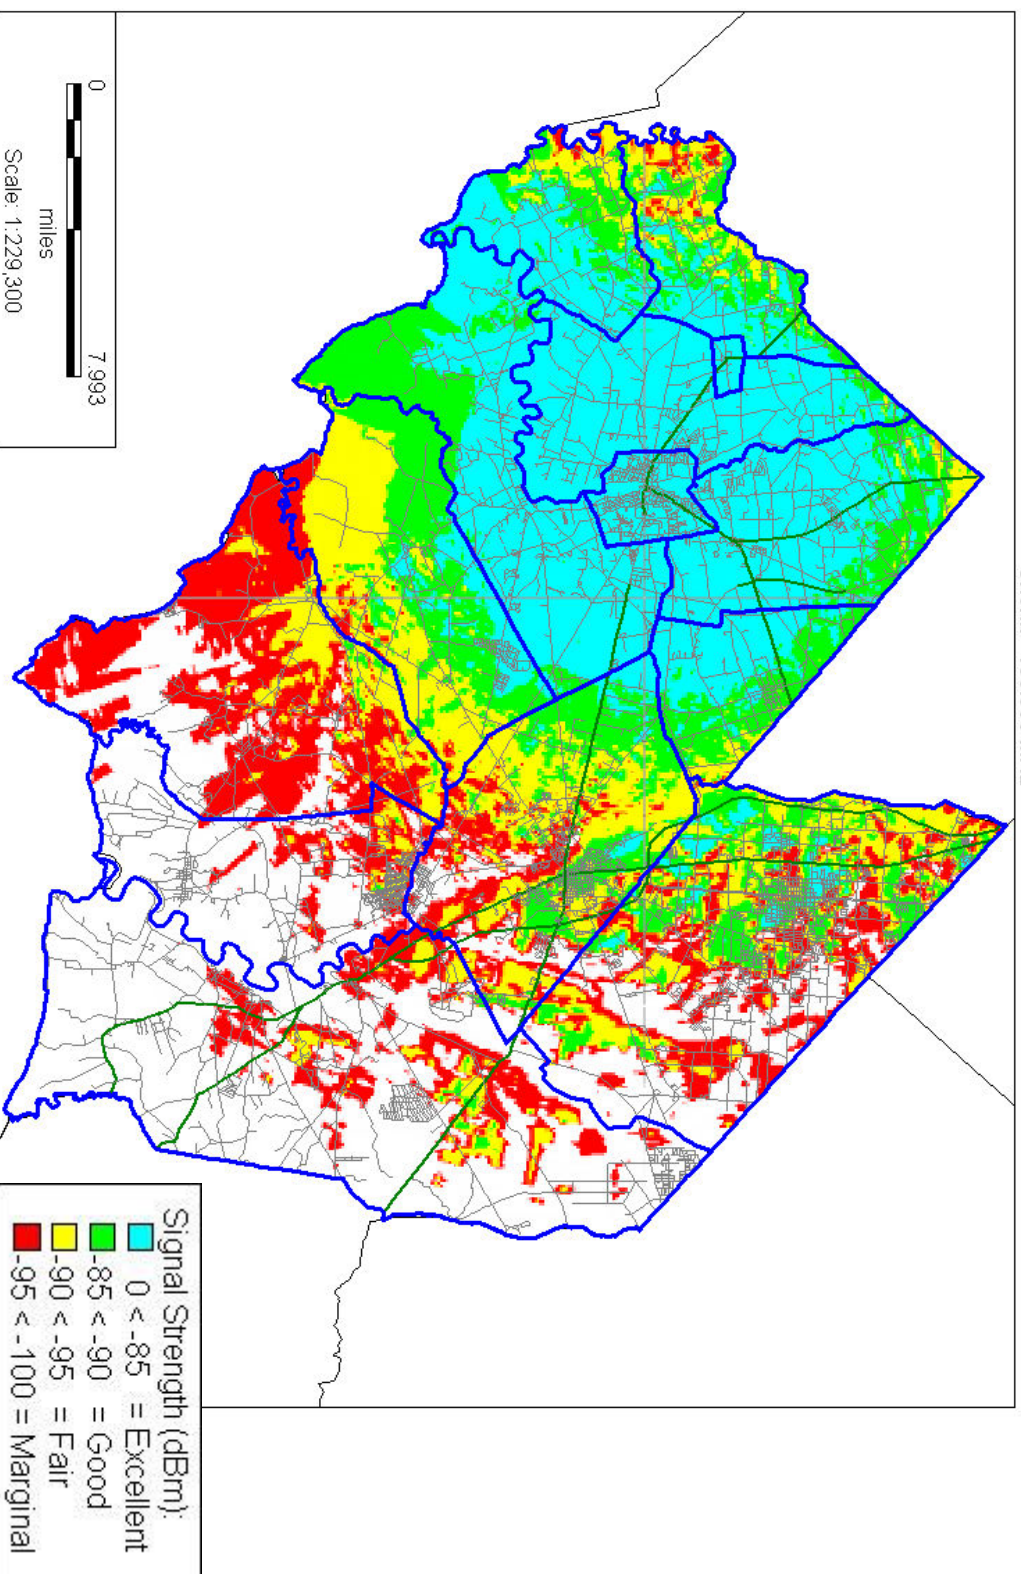 0 7.993
miles
Scale: 1:229,300
Signal Strength (dBm):
0 < -85 = Excellent
-85 < -90 = Good
-90 < -95 = Fair
-95 < -100 = Marginal